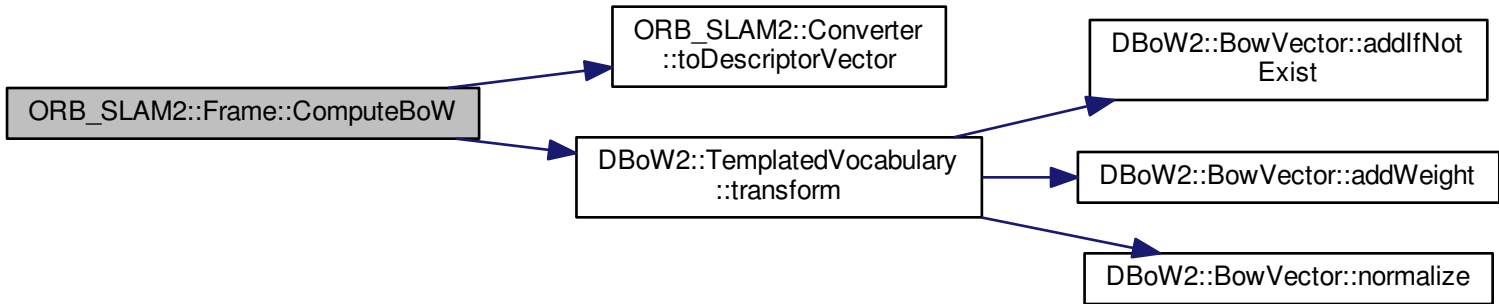 ORB_SLAM2::Frame::ComputeBoW
ORB_SLAM2::Converter
::toDescriptorVector
DBoW2::TemplatedVocabulary
::transform
DBoW2::BowVector::addIfNot
Exist
DBoW2::BowVector::addWeight
DBoW2::BowVector::normalize